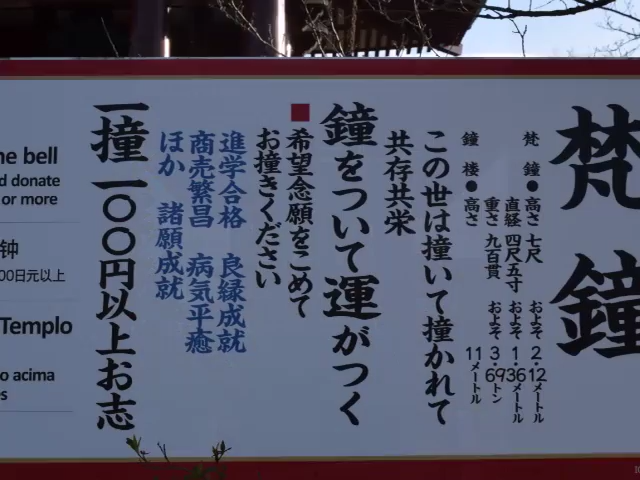 梵鐘
梵鐘●高さ 七尺 およそ 2・12メートル
直経 四尺五寸 およそ 1・36メートル
重さ 九百貫 およそ 3・69トン
鐘楼●高さ 11メートル
この世は撞いて撞かれて
共存共栄
鐘をついて運がつく
■希望念願をこめて
お撞きください
進学合格 良縁成就
商売繁昌 病気平癒
ほか 諸願成就
一撞 一〇〇円以上お志
he bell
d donate
or more
钟
00日元以上
Templo
o acima
es